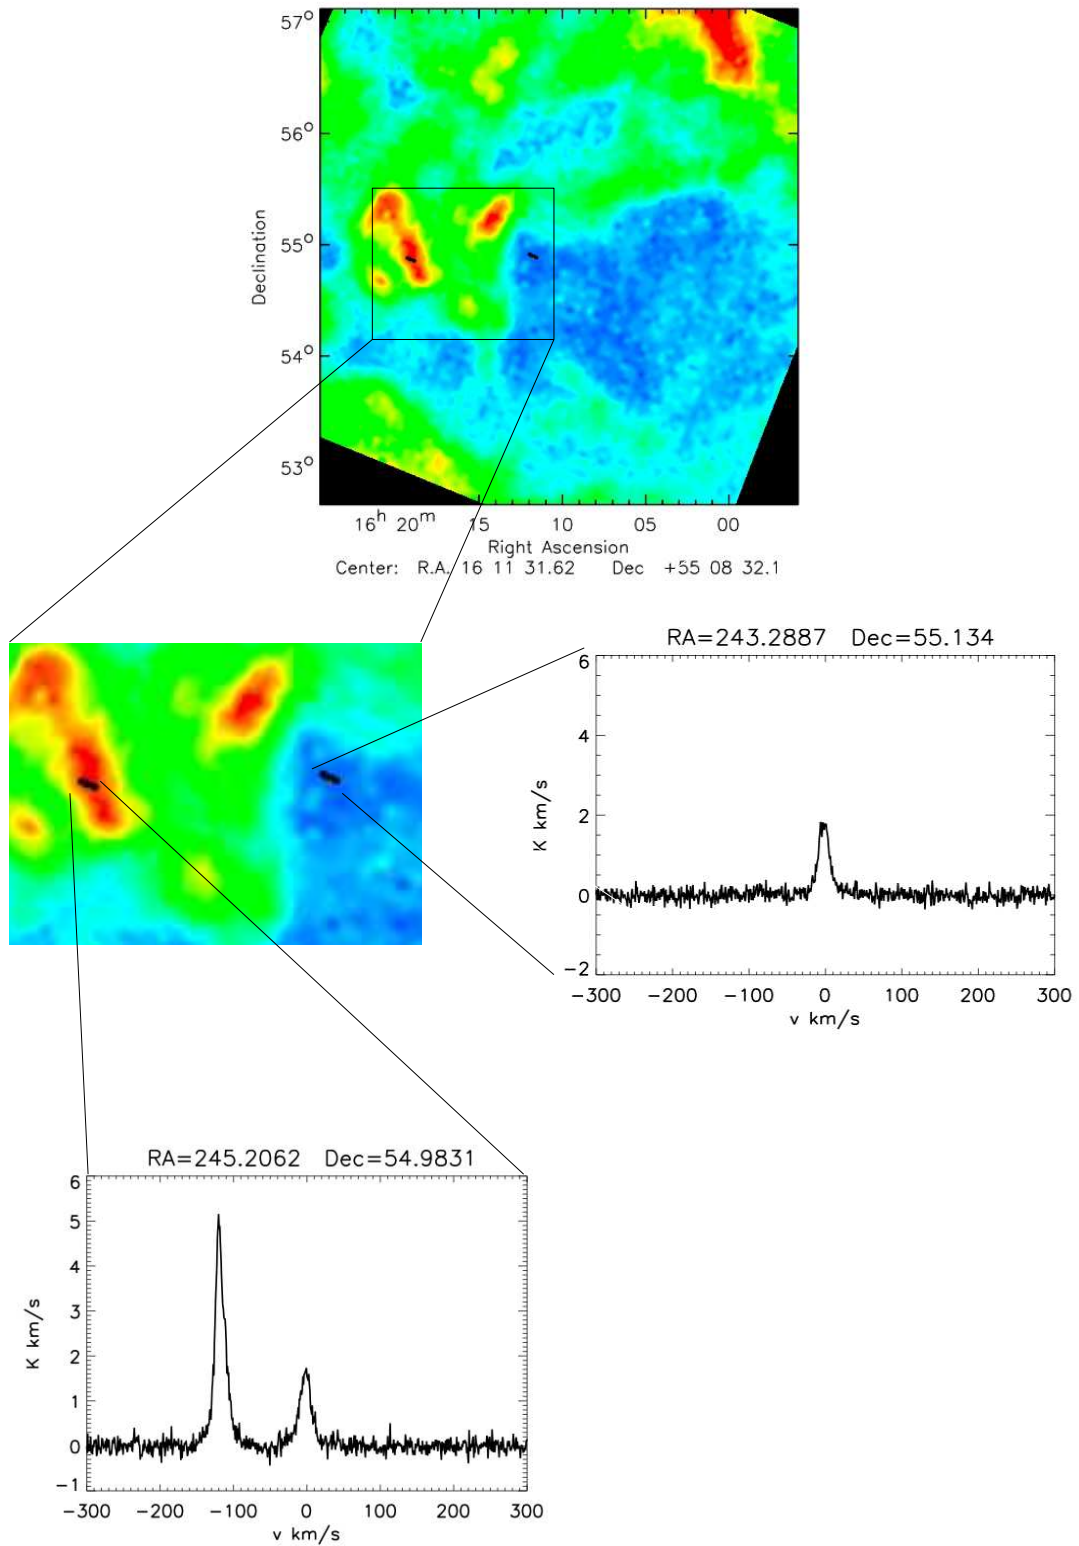 57°
56°
55°
54°
53°
Declination
16ʰ 20ᵐ 15 10 05 00
Right Ascension
Center: R.A. 16 11 31.62 Dec +55 08 32.1
RA=243.2887 Dec=55.134
6
4
2
0
−2
K km/s
−300 −200 −100 0 100 200 300
v km/s
RA=245.2062 Dec=54.9831
6
5
4
3
2
1
0
−1
K km/s
−300 −200 −100 0 100 200 300
v km/s